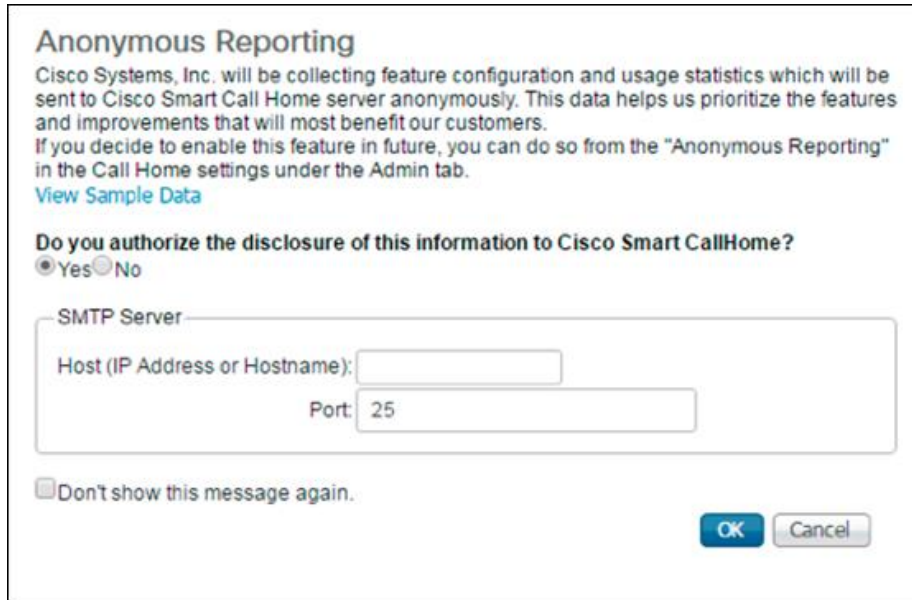 Anonymous Reporting
Cisco Systems, Inc. will be collecting feature configuration and usage statistics which will be
sent to Cisco Smart Call Home server anonymously. This data helps us prioritize the features
and improvements that will most benefit our customers.
If you decide to enable this feature in future, you can do so from the "Anonymous Reporting"
in the Call Home settings under the Admin tab.
View Sample Data
Do you authorize the disclosure of this information to Cisco Smart CallHome?
Yes No
SMTP Server
Host (IP Address or Hostname):
Port: 25
Don't show this message again.
OK Cancel